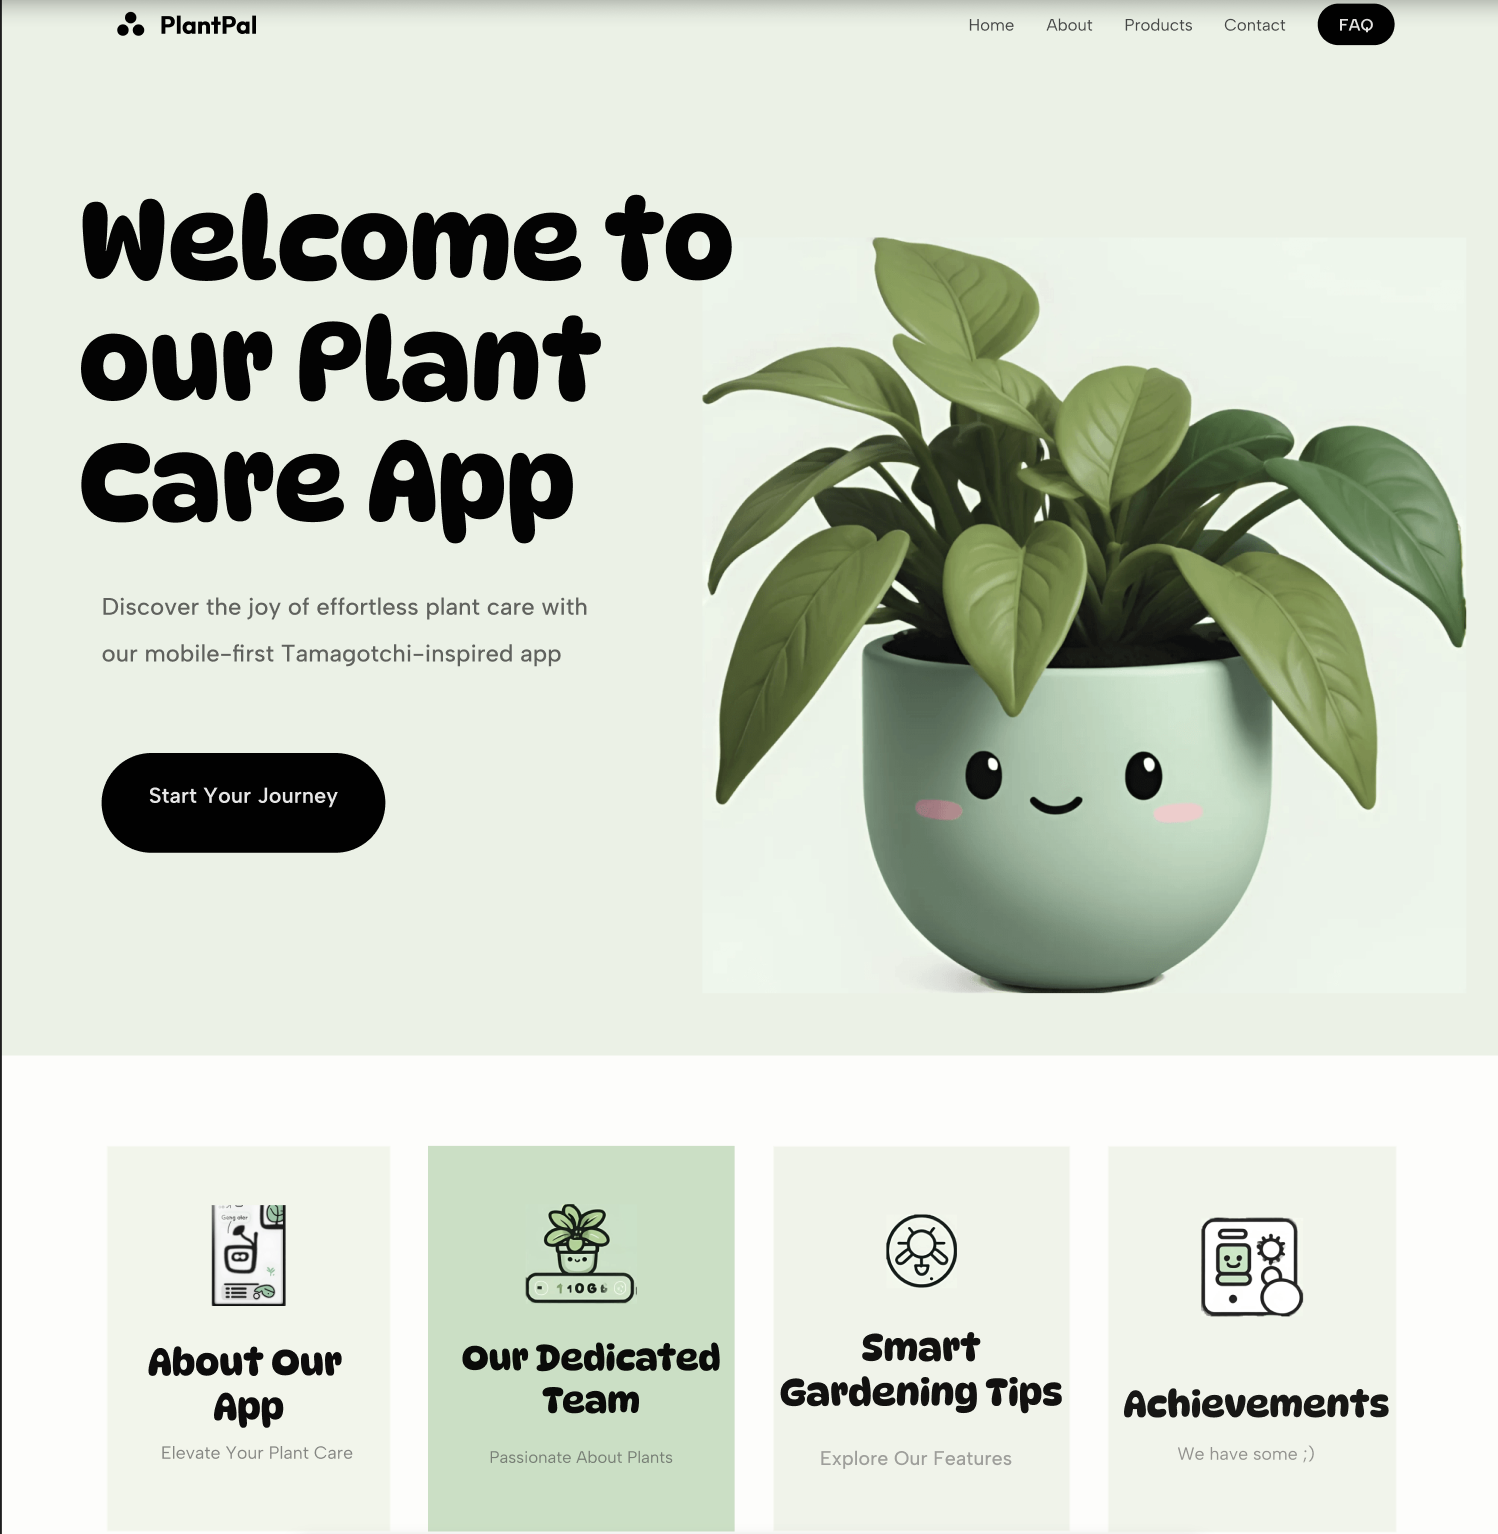 PlantPal
Home About Products Contact FAQ
Welcome to
our Plant
Care App
Discover the joy of effortless plant care with
our mobile-first Tamagotchi-inspired app
Start Your Journey
About Our
App
Elevate Your Plant Care
Our Dedicated
Team
Passionate About Plants
Smart
Gardening Tips
Explore Our Features
Achievements
We have some ;)